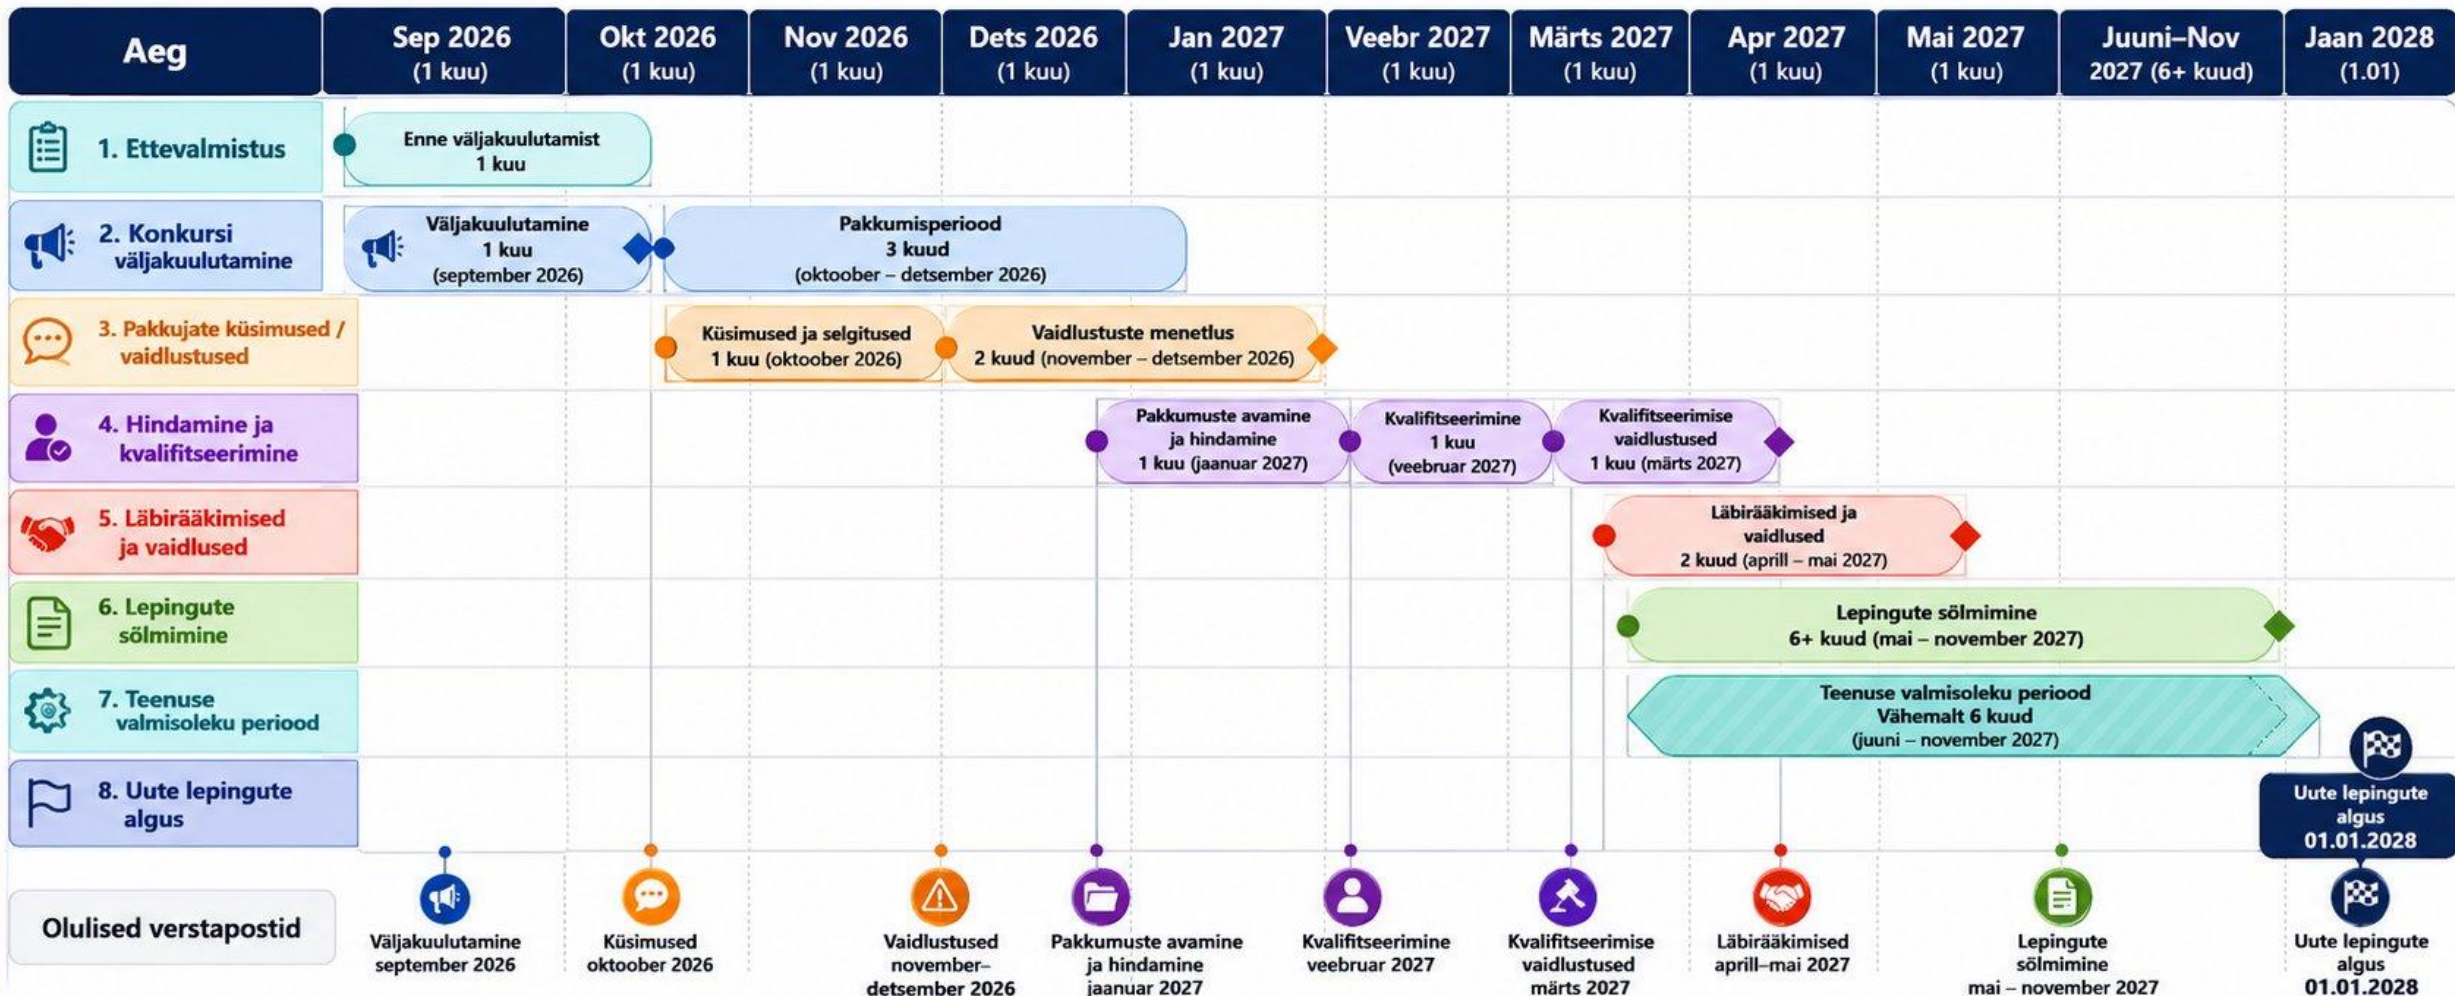 Aeg
Sep 2026
(1 kuu)
Okt 2026
(1 kuu)
Nov 2026
(1 kuu)
Dets 2026
(1 kuu)
Jan 2027
(1 kuu)
Veebr 2027
(1 kuu)
Märts 2027
(1 kuu)
Apr 2027
(1 kuu)
Mai 2027
(1 kuu)
Juuni–Nov
2027 (6+ kuud)
Jaan 2028
(1.01)
1. Ettevalmistus
Enne väljakuulutamist
1 kuu
2. Konkursi
väljakuulutamine
Väljakuulutamine
1 kuu
(september 2026)
Pakkumisperiood
3 kuud
(oktoober – detsember 2026)
3. Pakkujate küsimused /
vaidlustused
Küsimused ja selgitused
1 kuu (oktoober 2026)
Vaidlustuste menetlus
2 kuud (november – detsember 2026)
4. Hindamine ja
kvalifitseerimine
Pakkumuste avamine
ja hindamine
1 kuu (jaanuar 2027)
Kvalifitseerimine
1 kuu
(veebruar 2027)
Kvalifitseerimise
vaidlustused
1 kuu (märts 2027)
5. Läbirääkimised
ja vaidlused
Läbirääkimised ja
vaidlused
2 kuud (aprill – mai 2027)
6. Lepingute
sõlmimine
Lepingute sõlmimine
6+ kuud (mai – november 2027)
7. Teenuse
valmisoleku periood
Teenuse valmisoleku periood
Vähemalt 6 kuud
(juuni – november 2027)
8. Uute lepingute
algus
Uute lepingute
algus
01.01.2028
Olulised verstapostid
Väljakuulutamine
september 2026
Küsimused
oktoober 2026
Vaidlustused
november–
detsember 2026
Pakkumuste avamine
ja hindamine
jaanuar 2027
Kvalifitseerimine
veebruar 2027
Kvalifitseerimise
vaidlustused
märts 2027
Läbirääkimised
aprill–mai 2027
Lepingute
sõlmimine
mai – november 2027
Uute lepingute
algus
01.01.2028